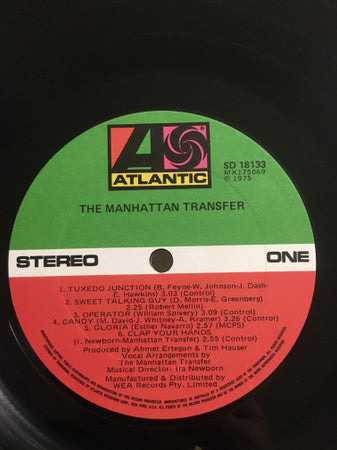 ATLANTIC
SD 18133
MX175069
℗ 1975
THE MANHATTAN TRANSFER
STEREO
ONE
1. TUXEDO JUNCTION (B. Feyne-W. Johnson-J. Dash-
E. Hawkins) 3.03 (Control)
2. SWEET TALKING GUY (D. Morris-E. Greenberg)
2.25 (Robert Mellin)
3. OPERATOR (William Spivery) 3.09 (Control)
4. CANDY (M. David-J. Whitney-A. Kramer) 3.26 (Control)
5. GLORIA (Esther Navarro) 2.57 (MCPS)
6. CLAP YOUR HANDS
(I. Newborn-Manhattan Transfer) 2.55 (Control)
Produced by Ahmet Ertegun & Tim Hauser
Vocal Arrangements by
The Manhattan Transfer
Musical Director: Ira Newborn
Manufactured & Distributed by
WEA Records Pty. Limited